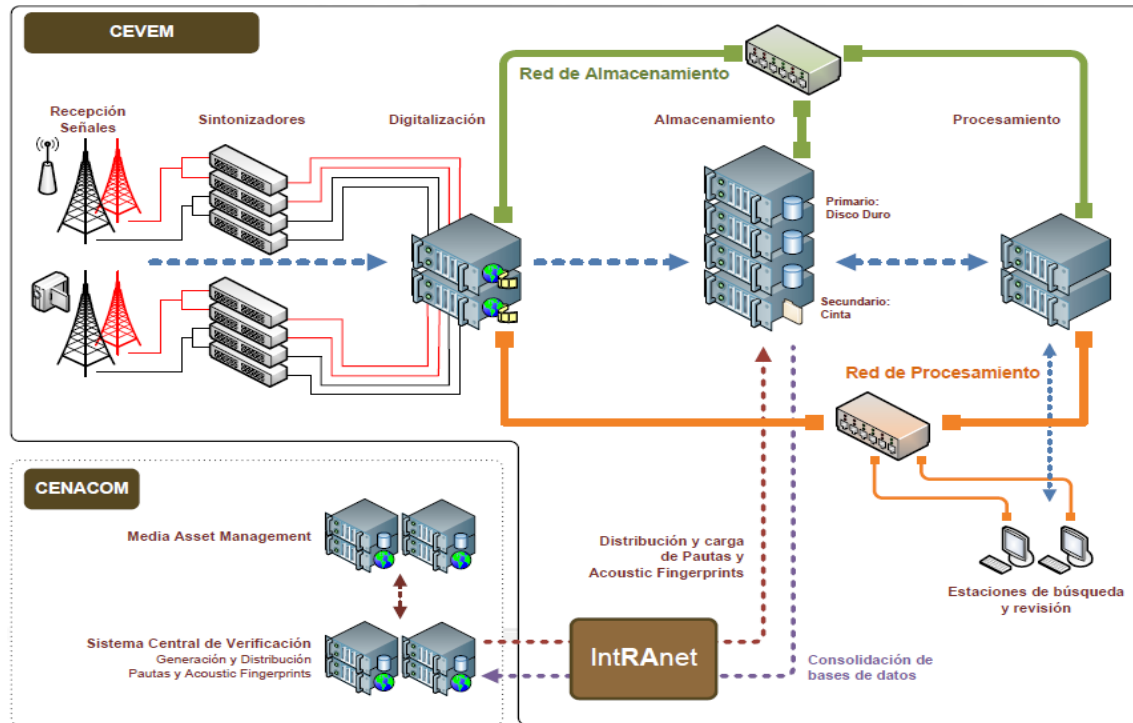 CEVEM
Red de Almacenamiento
Recepción
Señales
Sintonizadores
Digitalización
Almacenamiento
Procesamiento
Primario:
Disco Duro
Secundario:
Cinta
Red de Procesamiento
CENACOM
Media Asset Management
Distribución y carga
de Pautas y
Acoustic Fingerprints
Estaciones de búsqueda
y revisión
Sistema Central de Verificación
Generación y Distribución
Pautas y Acoustic Fingerprints
IntRAnet
Consolidación de
bases de datos